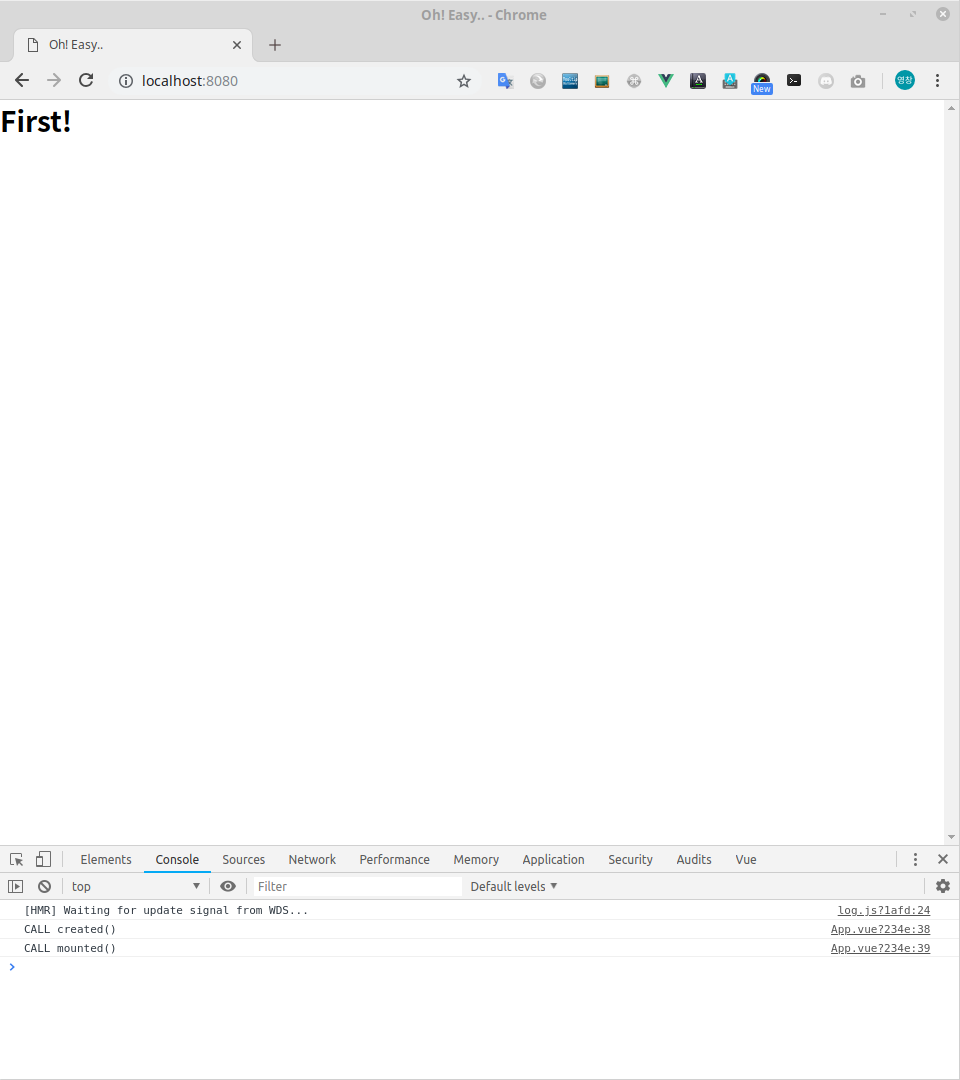 Oh! Easy.. - Chrome
Oh! Easy..
localhost:8080
New
영창
First!
Elements Console Sources Network Performance Memory Application Security Audits Vue
top Filter Default levels
[HMR] Waiting for update signal from WDS... log.js?1afd:24
CALL created() App.vue?234e:38
CALL mounted() App.vue?234e:39